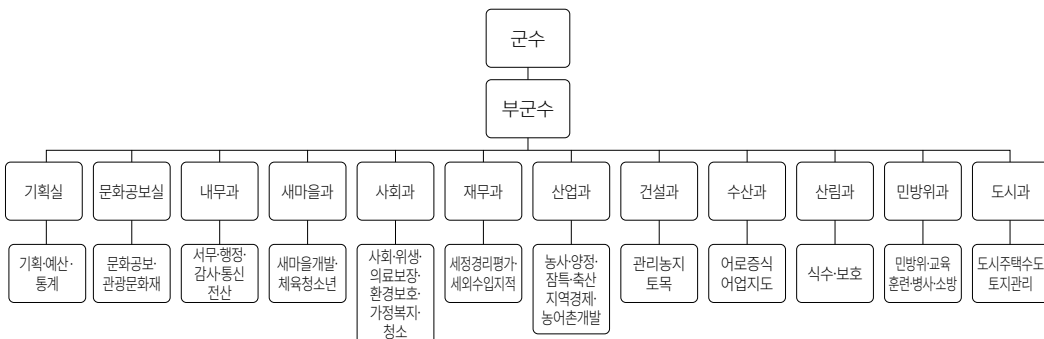 군수
부군수
기획실
문화공보실
내무과
새마을과
사회과
재무과
산업과
건설과
수산과
산림과
민방위과
도시과
기획·예산·
통계
문화공보·
관광문화재
서무·행정·
감사·통신
전산
새마을개발·
체육청소년
사회·위생·
의료보장·
환경보호·
가정복지·
청소
세정경리평가·
세외수입지적
농사·양정·
잠특·축산
지역경제·
농어촌개발
관리농지
토목
어로증식
어업지도
식수·보호
민방위·교육
훈련·병사·소방
도시주택수도
토지관리